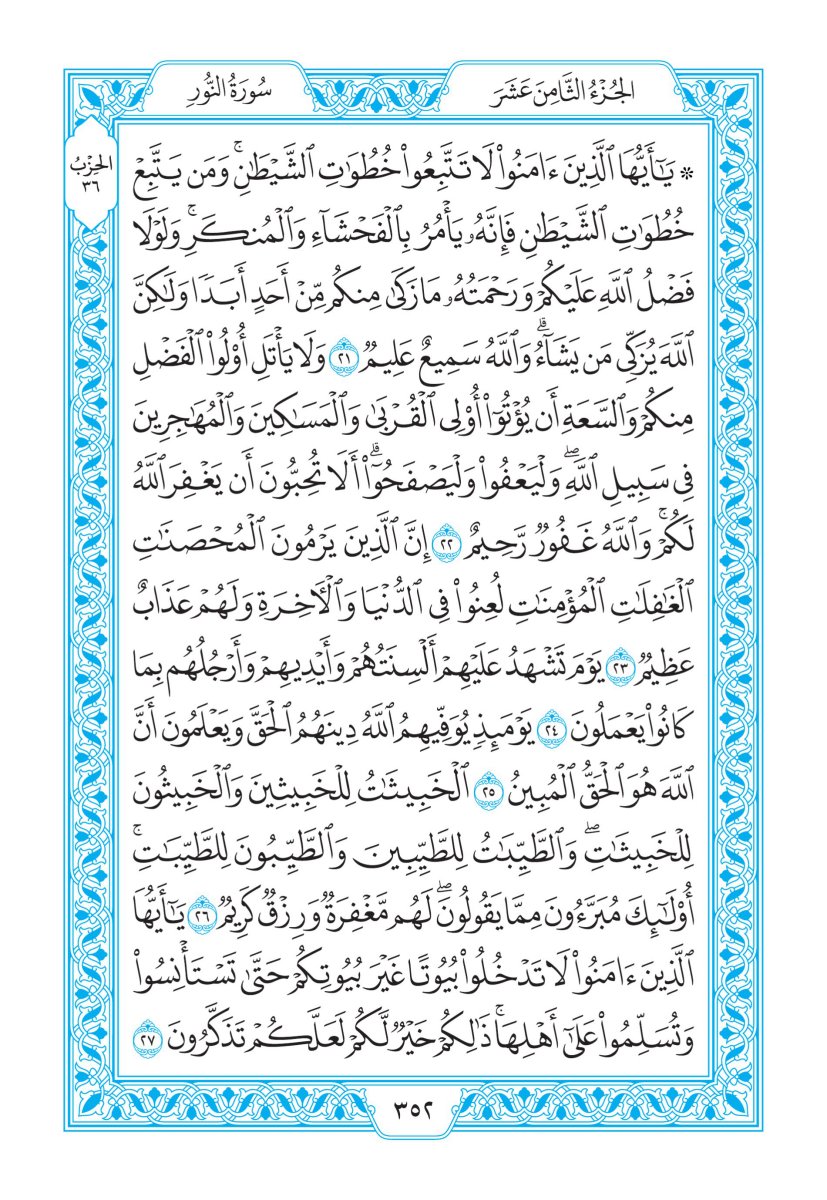 الجُزْءُ الثَّامِنَ عَشَرَ
سُورَةُ النُّورِ
الحِزْبُ
٣٦
* يَـٰٓأَيُّهَا ٱلَّذِينَ ءَامَنُوا۟ لَا تَتَّبِعُوا۟ خُطُوَٰتِ ٱلشَّيْطَـٰنِۚ وَمَن يَتَّبِعْ
خُطُوَٰتِ ٱلشَّيْطَـٰنِ فَإِنَّهُۥ يَأْمُرُ بِٱلْفَحْشَآءِ وَٱلْمُنكَرِۚ وَلَوْلَا
فَضْلُ ٱللَّهِ عَلَيْكُمْ وَرَحْمَتُهُۥ مَا زَكَىٰ مِنكُم مِّنْ أَحَدٍ أَبَدًا وَلَـٰكِنَّ
ٱللَّهَ يُزَكِّى مَن يَشَآءُۗ وَٱللَّهُ سَمِيعٌ عَلِيمٌ ٢١ وَلَا يَأْتَلِ أُو۟لُوا۟ ٱلْفَضْلِ
مِنكُمْ وَٱلسَّعَةِ أَن يُؤْتُوٓا۟ أُو۟لِى ٱلْقُرْبَىٰ وَٱلْمَسَـٰكِينَ وَٱلْمُهَـٰجِرِينَ
فِى سَبِيلِ ٱللَّهِۖ وَلْيَعْفُوا۟ وَلْيَصْفَحُوٓا۟ۗ أَلَا تُحِبُّونَ أَن يَغْفِرَ ٱللَّهُ
لَكُمْۚ وَٱللَّهُ غَفُورٌ رَّحِيمٌ ٢٢ إِنَّ ٱلَّذِينَ يَرْمُونَ ٱلْمُحْصَنَـٰتِ
ٱلْغَـٰفِلَـٰتِ ٱلْمُؤْمِنَـٰتِ لُعِنُوا۟ فِى ٱلدُّنْيَا وَٱلْـَٔاخِرَةِ وَلَهُمْ عَذَابٌ
عَظِيمٌ ٢٣ يَوْمَ تَشْهَدُ عَلَيْهِمْ أَلْسِنَتُهُمْ وَأَيْدِيهِمْ وَأَرْجُلُهُم بِمَا
كَانُوا۟ يَعْمَلُونَ ٢٤ يَوْمَئِذٍ يُوَفِّيهِمُ ٱللَّهُ دِينَهُمُ ٱلْحَقَّ وَيَعْلَمُونَ أَنَّ
ٱللَّهَ هُوَ ٱلْحَقُّ ٱلْمُبِينُ ٢٥ ٱلْخَبِيثَـٰتُ لِلْخَبِيثِينَ وَٱلْخَبِيثُونَ
لِلْخَبِيثَـٰتِۖ وَٱلطَّيِّبَـٰتُ لِلطَّيِّبِينَ وَٱلطَّيِّبُونَ لِلطَّيِّبَـٰتِۚ
أُو۟لَـٰٓئِكَ مُبَرَّءُونَ مِمَّا يَقُولُونَۖ لَهُم مَّغْفِرَةٌ وَرِزْقٌ كَرِيمٌ ٢٦ يَـٰٓأَيُّهَا
ٱلَّذِينَ ءَامَنُوا۟ لَا تَدْخُلُوا۟ بُيُوتًا غَيْرَ بُيُوتِكُمْ حَتَّىٰ تَسْتَأْنِسُوا۟
وَتُسَلِّمُوا۟ عَلَىٰٓ أَهْلِهَاۚ ذَٰلِكُمْ خَيْرٌ لَّكُمْ لَعَلَّكُمْ تَذَكَّرُونَ ٢٧
٣٥٢